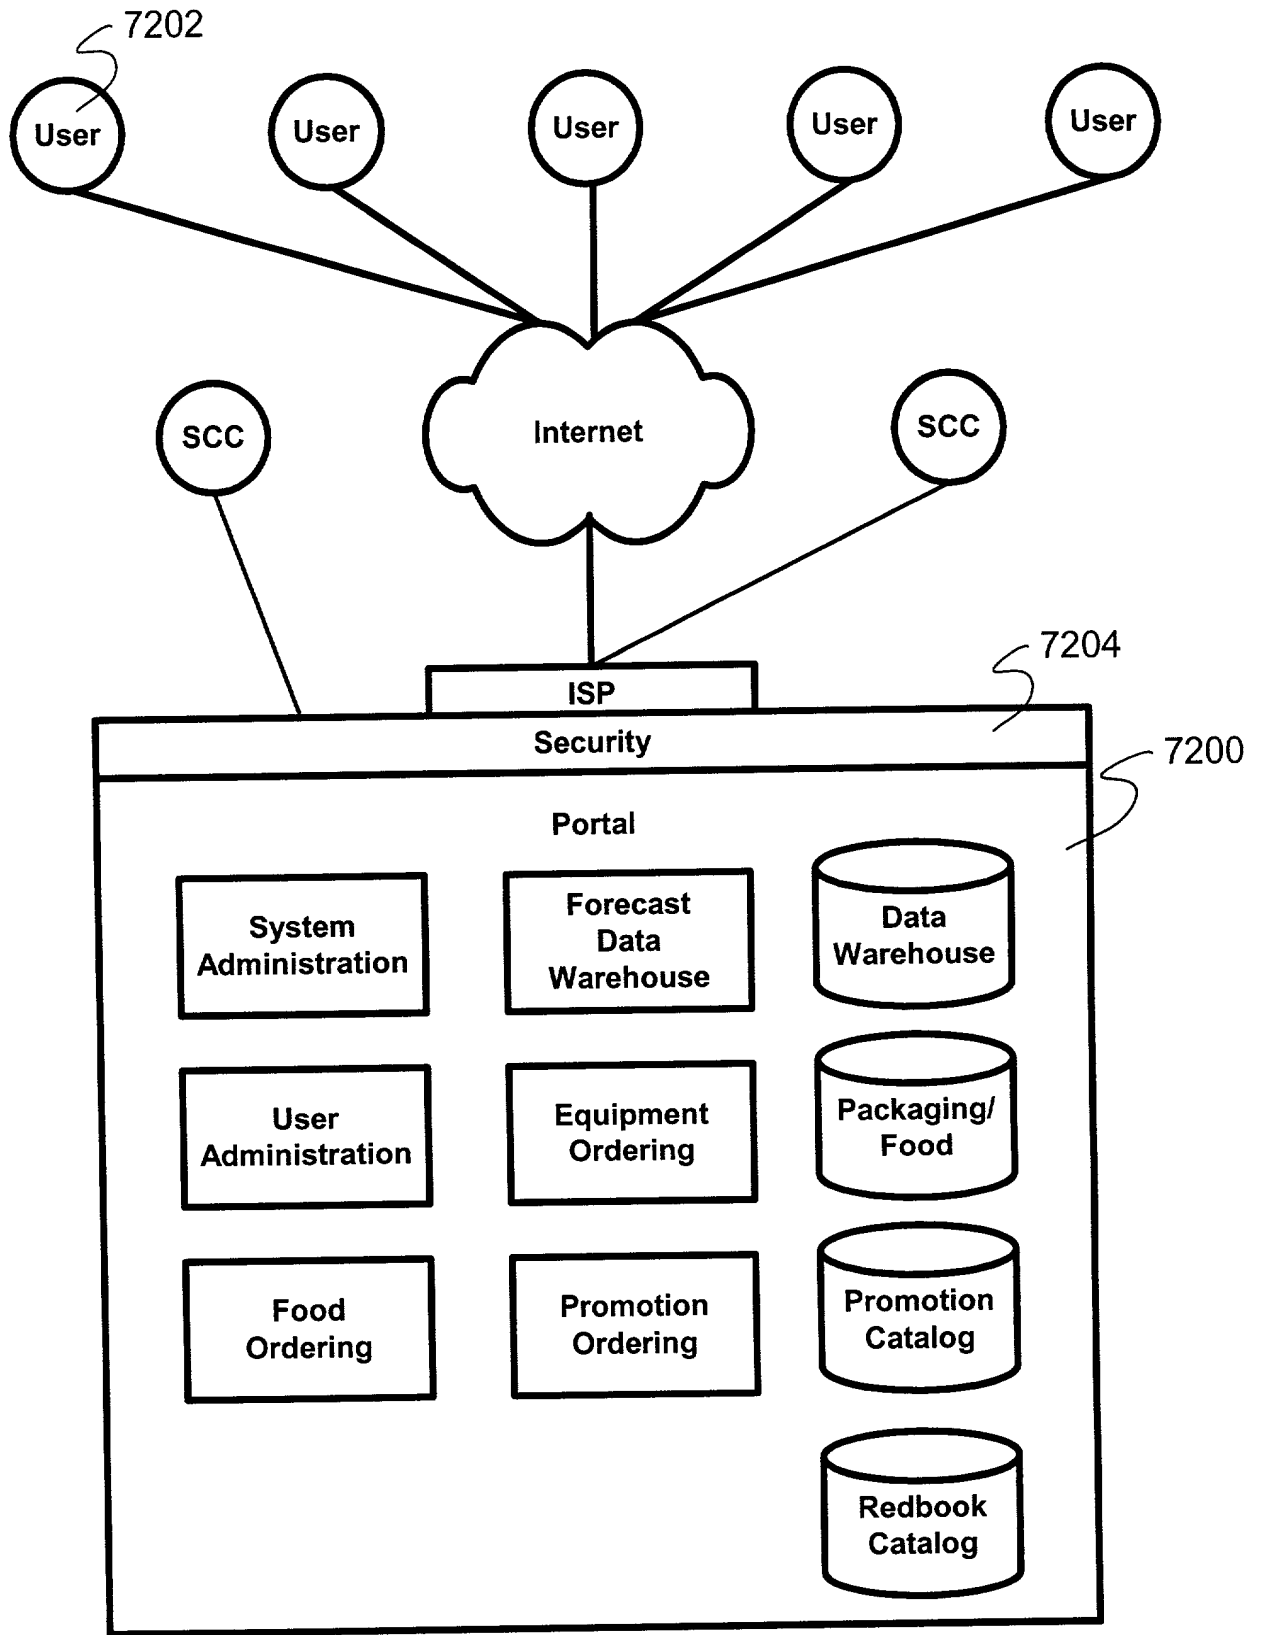 7202
User
User
User
User
User
SCC
Internet
SCC
7204
ISP
Security
7200
Portal
System
Administration
Forecast
Data
Warehouse
Data
Warehouse
User
Administration
Equipment
Ordering
Packaging/
Food
Food
Ordering
Promotion
Ordering
Promotion
Catalog
Redbook
Catalog